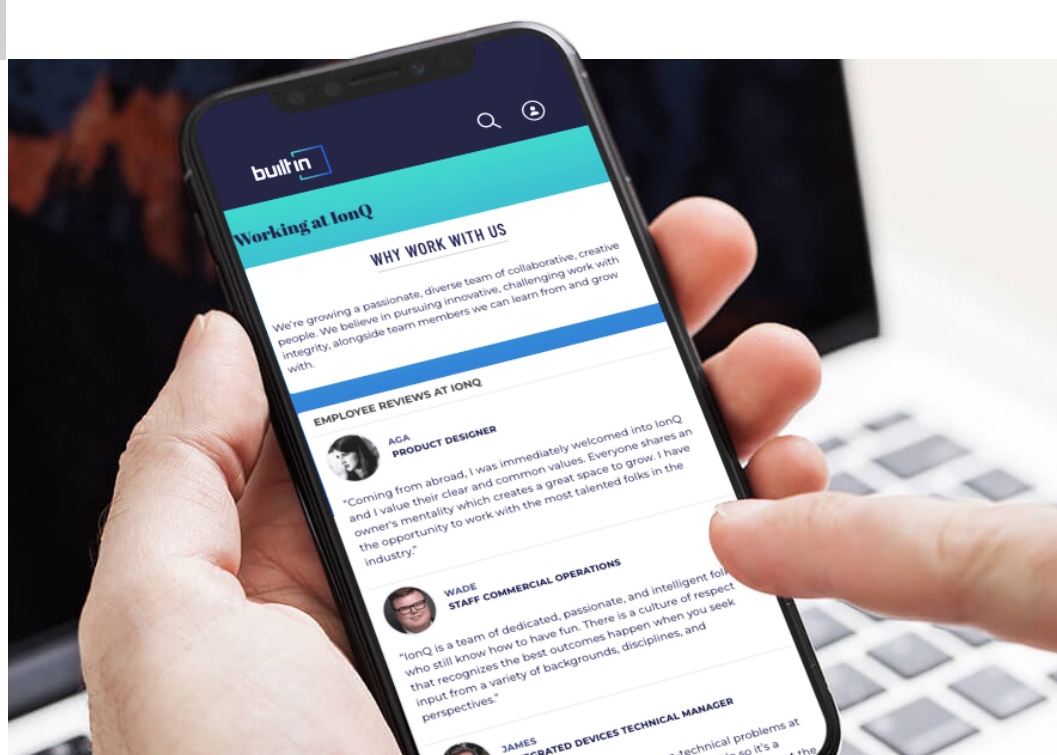 builtin
Working at IonQ
WHY WORK WITH US
We're growing a passionate, diverse team of collaborative, creative
people. We believe in pursuing innovative, challenging work with
integrity, alongside team members we can learn from and grow
with.
EMPLOYEE REVIEWS AT IONQ
AGA
PRODUCT DESIGNER
"Coming from abroad, I was immediately welcomed into IonQ
and I value their clear and common values. Everyone shares an
owner's mentality which creates a great space to grow. I have
the opportunity to work with the most talented folks in the
industry."
WADE
STAFF COMMERCIAL OPERATIONS
"IonQ is a team of dedicated, passionate, and intelligent
who still know how to have fun. There is a culture of respect
that recognizes the best outcomes happen when you seek
input from a variety of backgrounds, disciplines, and
perspectives."
JAMES
DEVICES TECHNICAL MANAGER
technical problems at
so it's a
the